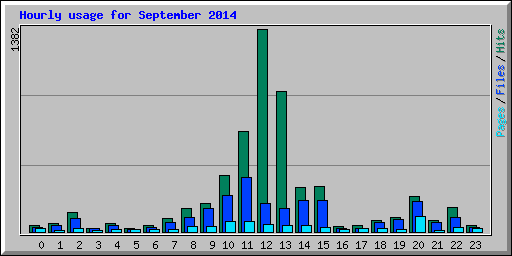 Hourly usage for September 2014
1382
Pages/Files/Hits
0 1 2 3 4 5 6 7 8 9 10 11 12 13 14 15 16 17 18 19 20 21 22 23